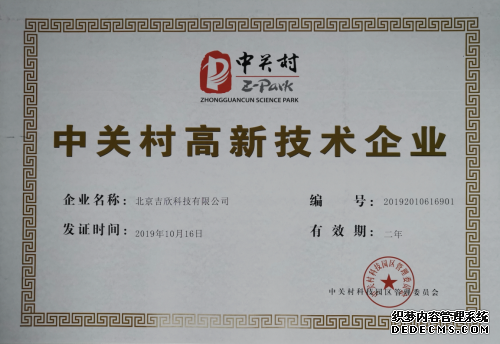 中关村
Z-Park
ZHONGGUANCUN SCIENCE PARK
中关村高新技术企业
企业名称: 北京吉欣科技有限公司
编 号: 20192010616901
发证时间: 2019年10月16日
有 效 期: 二年
中关村科技园区管理委员会
织梦内容管理系统
DEDECMS.COM